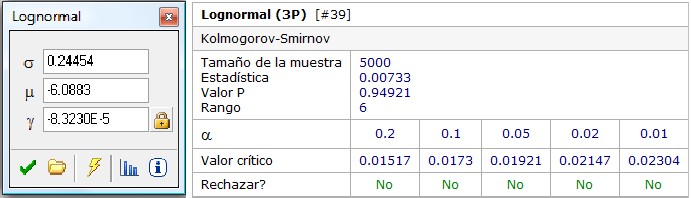 Lognormal
σ 0.24454
μ -6.0883
γ -8.3230E-5
Lognormal (3P) [#39]
Kolmogorov-Smirnov
Tamaño de la muestra 5000
Estadística 0.00733
Valor P 0.94921
Rango 6
α 0.2 0.1 0.05 0.02 0.01
Valor crítico 0.01517 0.0173 0.01921 0.02147 0.02304
Rechazar? No No No No No